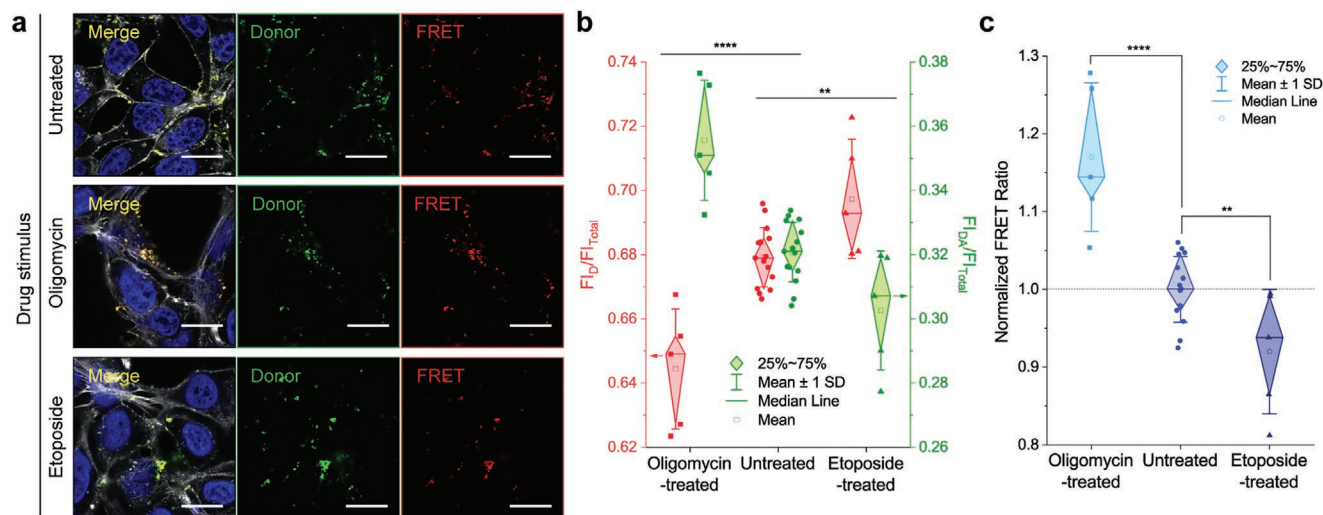 a
Drug stimulus
Untreated
Merge
Donor
FRET
Oligomycin
Merge
Donor
FRET
Etoposide
Merge
Donor
FRET
b
FI_D/FI_Total
0.74
0.72
0.70
0.68
0.66
0.64
0.62
****
**
25%~75%
Mean ± 1 SD
Median Line
Mean
0.38
0.36
0.34
0.32
0.30
0.28
0.26
FI_DA/FI_Total
Oligomycin
-treated
Untreated
Etoposide
-treated
c
Normalized FRET Ratio
1.3
1.2
1.1
1.0
0.9
0.8
****
**
25%~75%
Mean ± 1 SD
Median Line
Mean
Oligomycin
-treated
Untreated
Etoposide
-treated